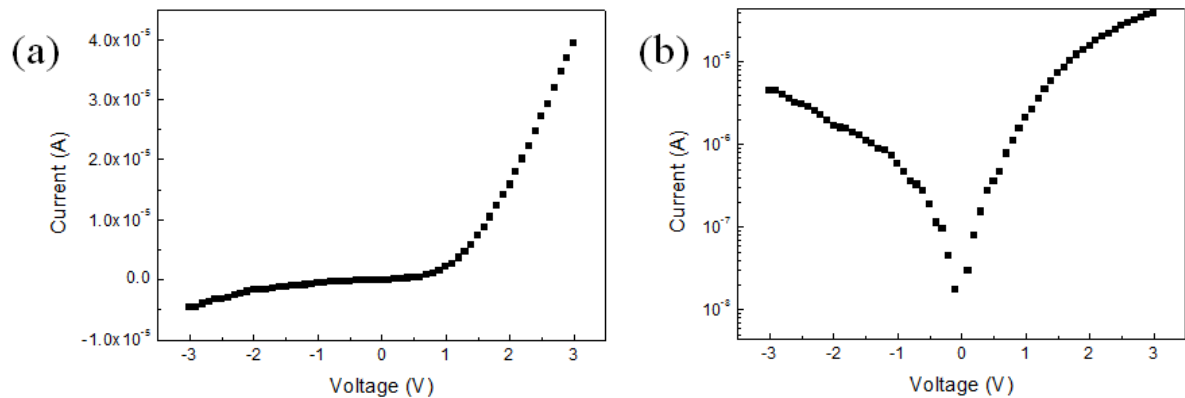 (a)
4.0x10⁻⁵
3.0x10⁻⁵
2.0x10⁻⁵
1.0x10⁻⁵
0.0
-1.0x10⁻⁵
Current (A)
-3 -2 -1 0 1 2 3
Voltage (V)
(b)
10⁻⁵
10⁻⁶
10⁻⁷
10⁻⁸
Current (A)
-3 -2 -1 0 1 2 3
Voltage (V)